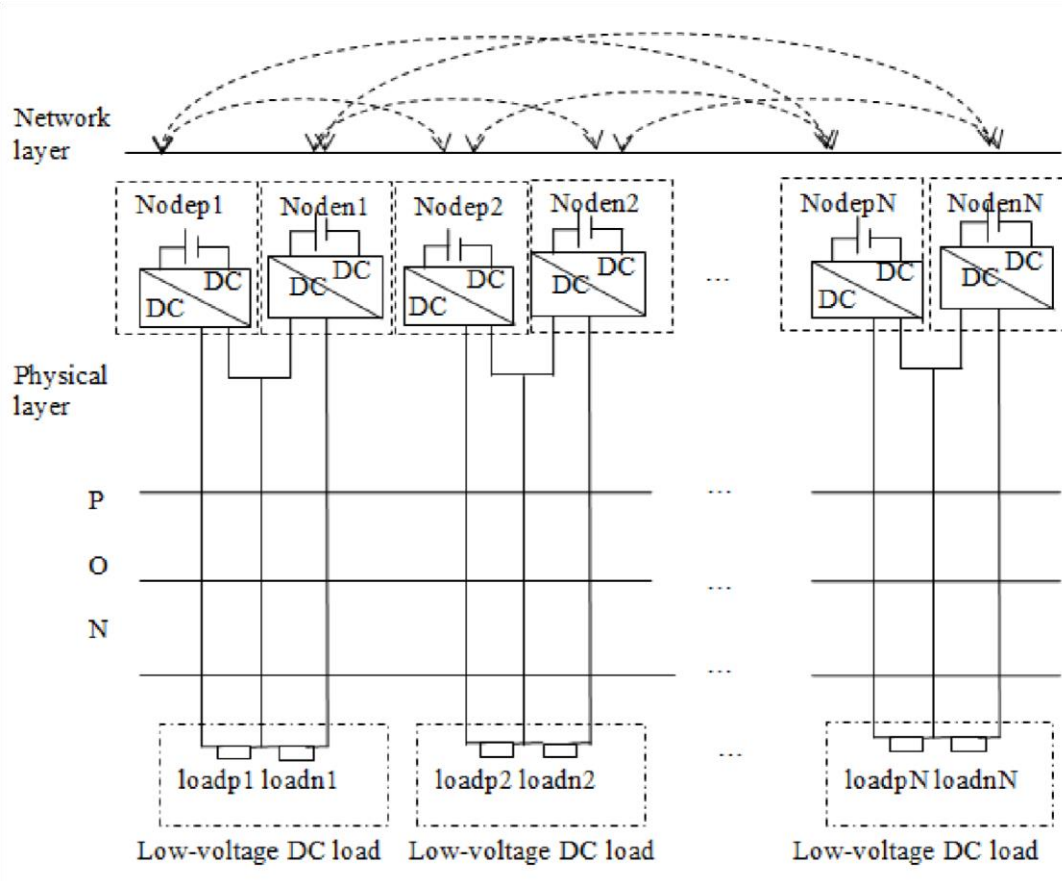 Network
layer
Nodep1 Noden1 Nodep2 Noden2 NodepN NodenN
DC DC DC DC DC DC
DC DC DC DC ... DC DC
Physical
layer
P ...
O
...
N
...
...
loadp1 loadn1 loadp2 loadn2 loadpN loadnN
Low-voltage DC load Low-voltage DC load Low-voltage DC load